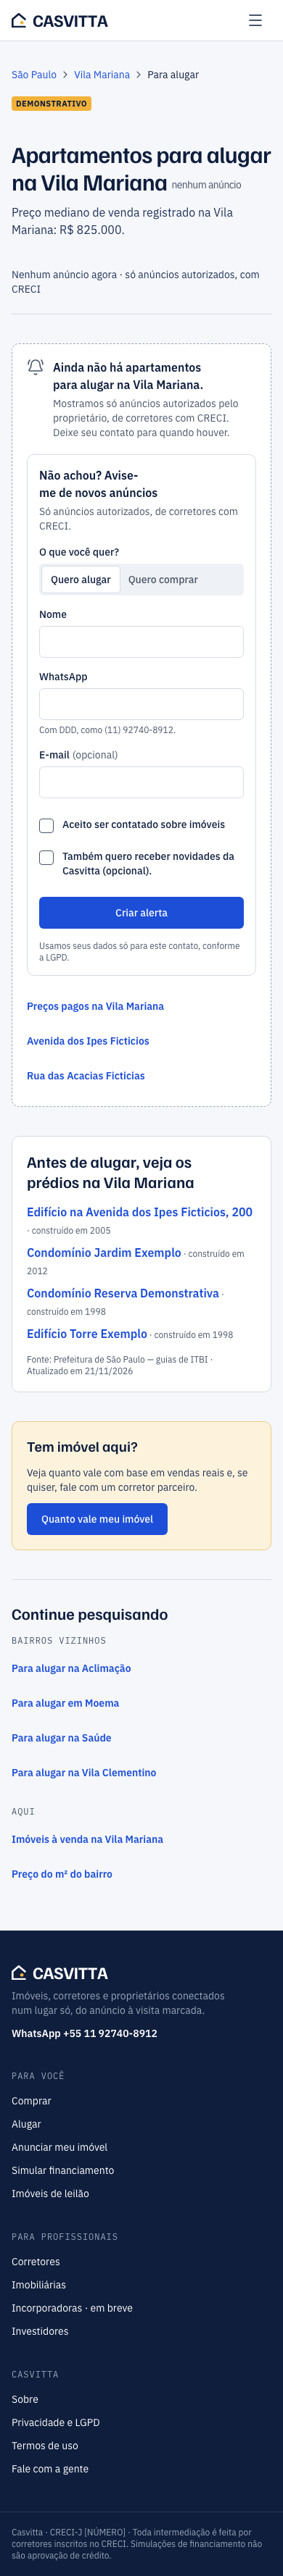 CASVITTA
São Paulo > Vila Mariana > Para alugar
DEMONSTRATIVO
Apartamentos para alugar
na Vila Mariana nenhum anúncio
Preço mediano de venda registrado na Vila
Mariana: R$ 825.000.
Nenhum anúncio agora · só anúncios autorizados, com
CRECI
Ainda não há apartamentos
para alugar na Vila Mariana.
Mostramos só anúncios autorizados pelo
proprietário, de corretores com CRECI.
Deixe seu contato para quando houver.
Não achou? Avise-
me de novos anúncios
Só anúncios autorizados, de corretores com
CRECI.
O que você quer?
Quero alugar Quero comprar
Nome
WhatsApp
Com DDD, como (11) 92740-8912.
E-mail (opcional)
Aceito ser contatado sobre imóveis
Também quero receber novidades da
Casvitta (opcional).
Criar alerta
Usamos seus dados só para este contato, conforme
a LGPD.
Preços pagos na Vila Mariana
Avenida dos Ipes Ficticios
Rua das Acacias Ficticias
Antes de alugar, veja os
prédios na Vila Mariana
Edifício na Avenida dos Ipes Ficticios, 200
· construído em 2005
Condomínio Jardim Exemplo · construído em
2012
Condomínio Reserva Demonstrativa ·
construído em 1998
Edifício Torre Exemplo · construído em 1998
Fonte: Prefeitura de São Paulo — guias de ITBI ·
Atualizado em 21/11/2026
Tem imóvel aqui?
Veja quanto vale com base em vendas reais e, se
quiser, fale com um corretor parceiro.
Quanto vale meu imóvel
Continue pesquisando
BAIRROS VIZINHOS
Para alugar na Aclimação
Para alugar em Moema
Para alugar na Saúde
Para alugar na Vila Clementino
AQUI
Imóveis à venda na Vila Mariana
Preço do m² do bairro
CASVITTA
Imóveis, corretores e proprietários conectados
num lugar só, do anúncio à visita marcada.
WhatsApp +55 11 92740-8912
PARA VOCÊ
Comprar
Alugar
Anunciar meu imóvel
Simular financiamento
Imóveis de leilão
PARA PROFISSIONAIS
Corretores
Imobiliárias
Incorporadoras · em breve
Investidores
CASVITTA
Sobre
Privacidade e LGPD
Termos de uso
Fale com a gente
Casvitta · CRECI-J [NÚMERO] · Toda intermediação é feita por
corretores inscritos no CRECI. Simulações de financiamento não
são aprovação de crédito.